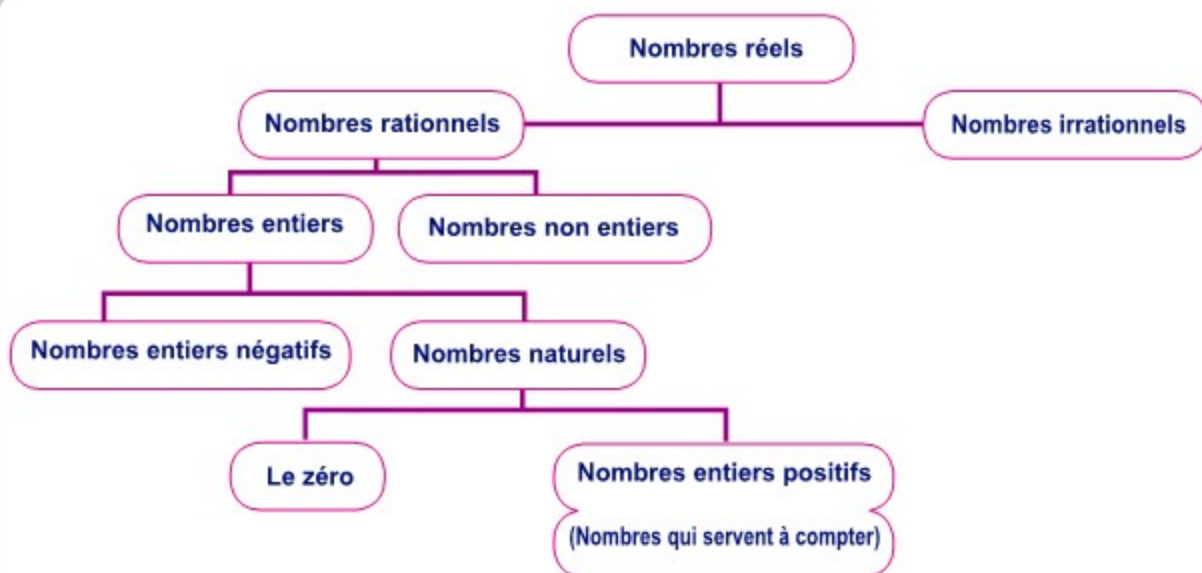 Nombres réels
Nombres rationnels
Nombres irrationnels
Nombres entiers
Nombres non entiers
Nombres entiers négatifs
Nombres naturels
Le zéro
Nombres entiers positifs
(Nombres qui servent à compter)